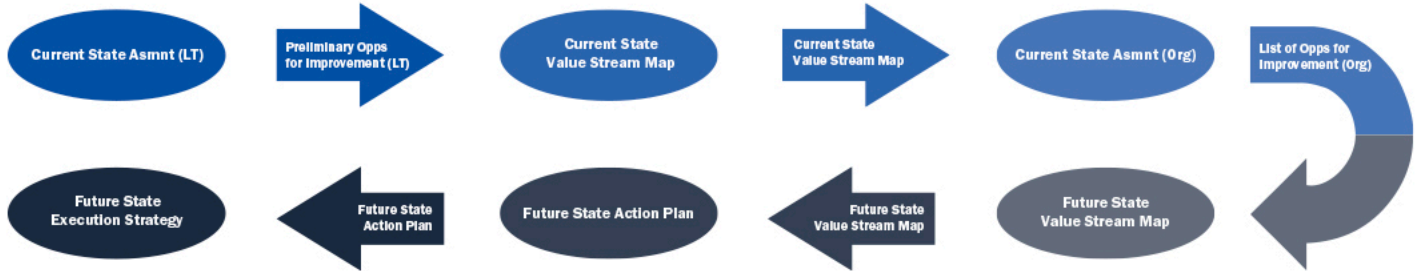 Current State Asmnt (LT)
Preliminary Opps
for Improvement (LT)
Current State
Value Stream Map
Current State
Value Stream Map
Current State Asmnt (Org)
List of Opps for
Improvement (Org)
Future State
Value Stream Map
Future State
Value Stream Map
Future State Action Plan
Future State
Action Plan
Future State
Execution Strategy